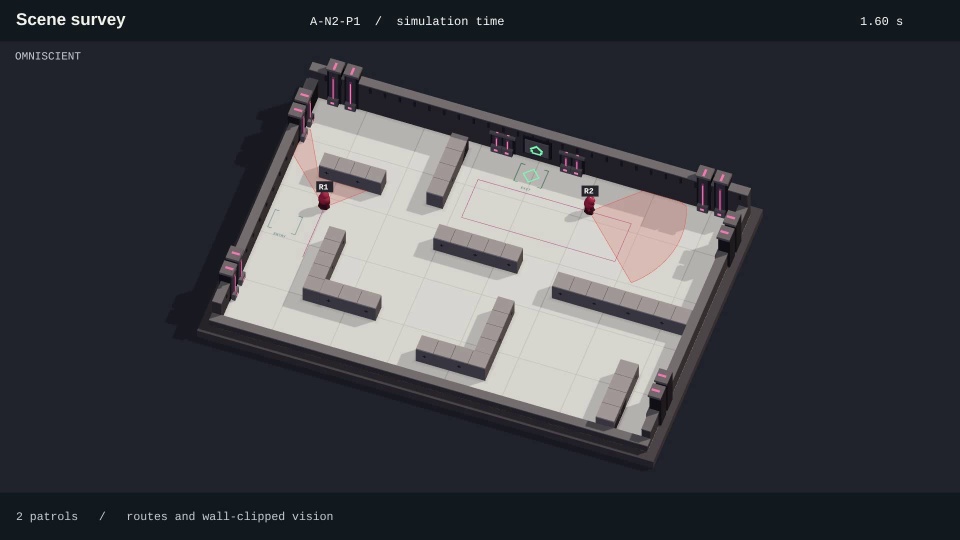 Scene survey
A-N2-P1 / simulation time
1.60 s
OMNISCIENT
R1
R2
2 patrols / routes and wall-clipped vision